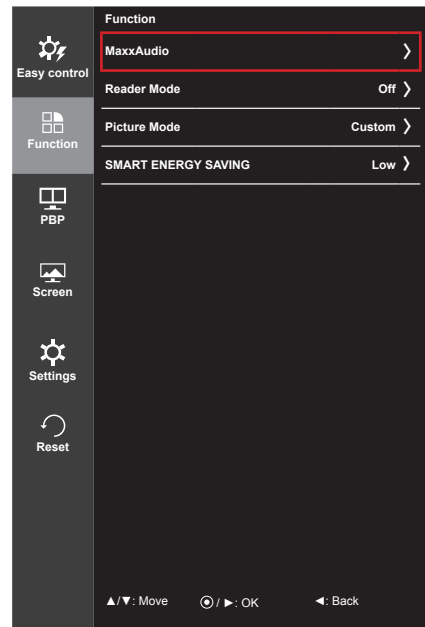 Function
MaxxAudio
Easy control
Reader Mode Off
Picture Mode Custom
Function
SMART ENERGY SAVING Low
PBP
Screen
Settings
Reset
▲/▼: Move ◉ / ►: OK ◄: Back